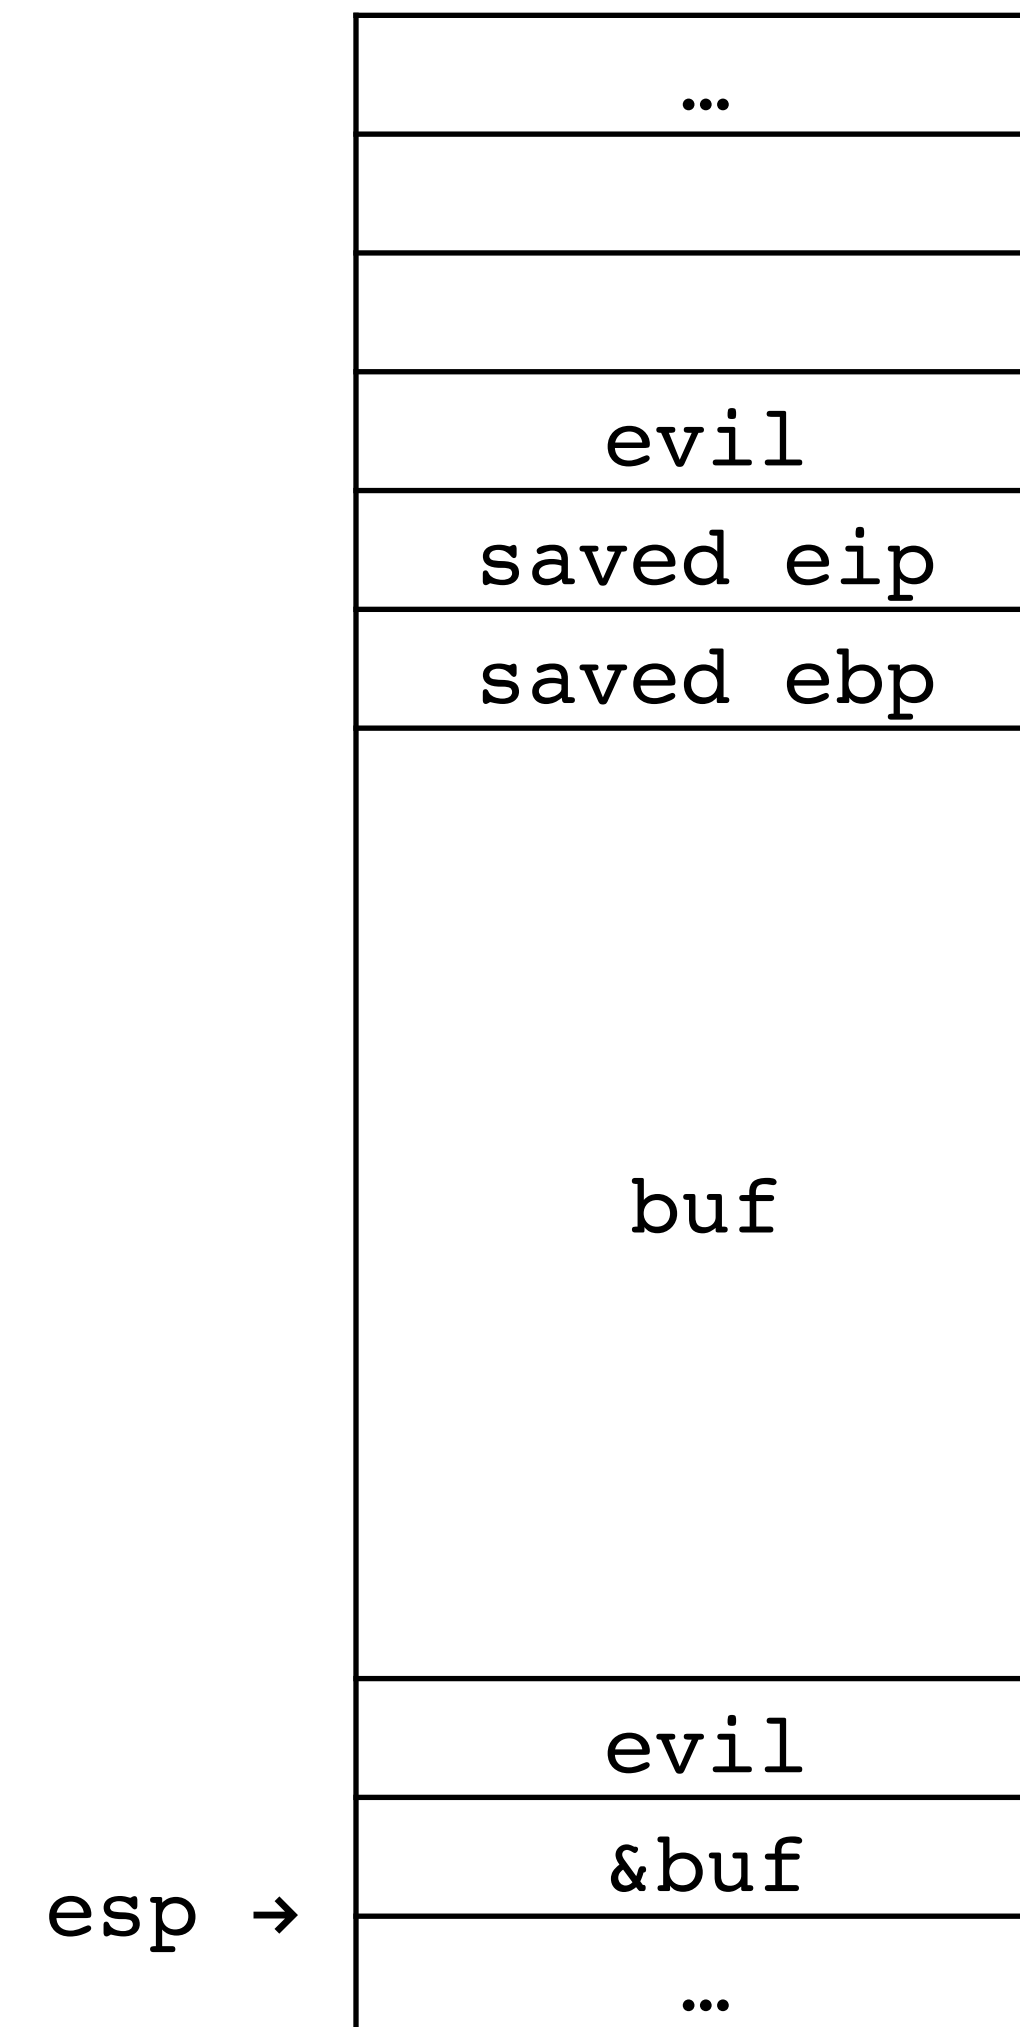 …
evil
saved eip
saved ebp
buf
evil
&buf
esp →
…